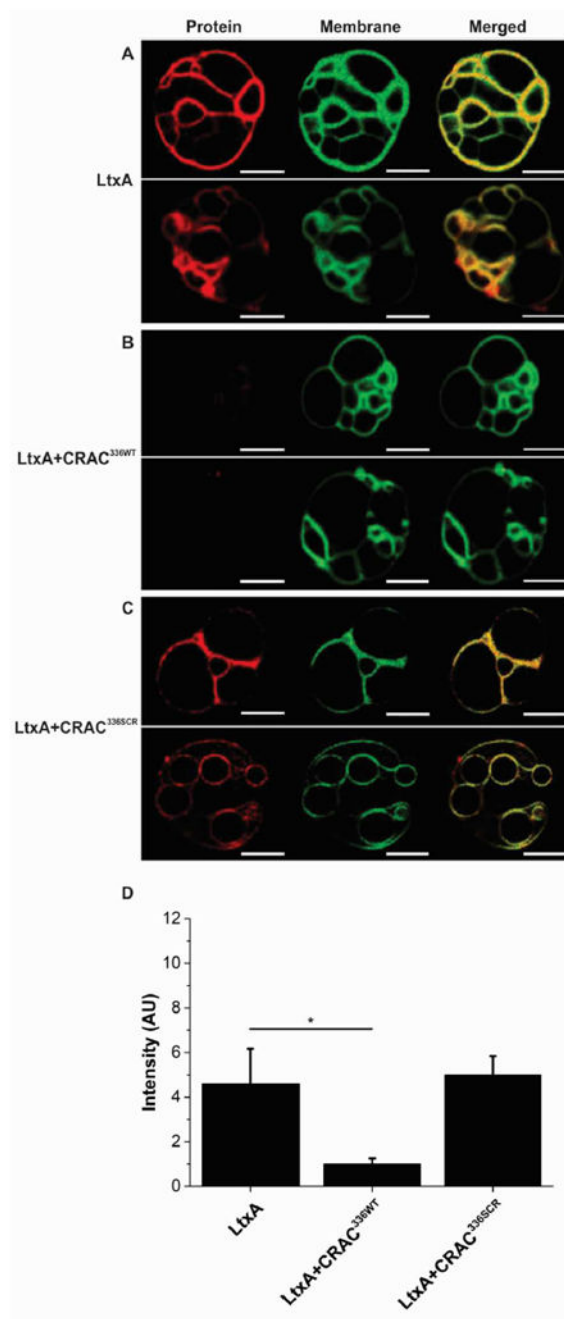 Protein Membrane Merged
A
LtxA
B
LtxA+CRAC³³⁶ᵂᵀ
C
LtxA+CRAC³³⁶ˢᶜᴿ
D
12
10
8
6
4
2
0
Intensity (AU)
*
LtxA
LtxA+CRAC³³⁶ᵂᵀ
LtxA+CRAC³³⁶ˢᶜᴿ